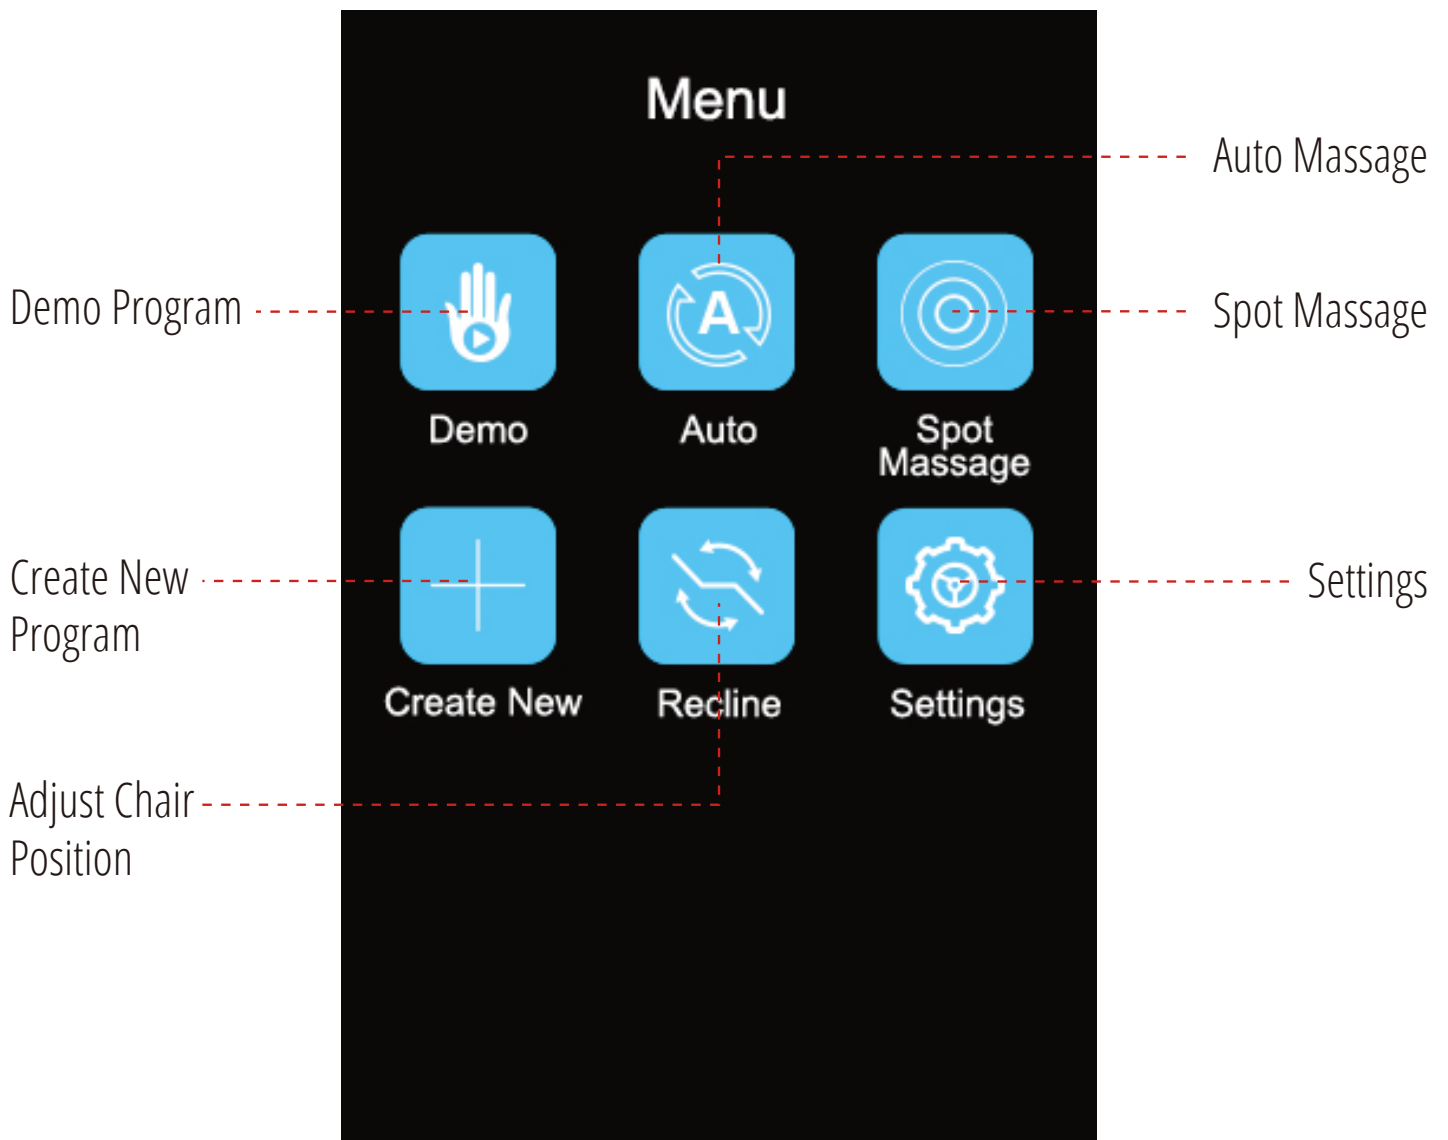 Menu
Auto Massage
Demo Program
A
Spot Massage
Demo
Auto
Spot
Massage
Create New
Program
Settings
Create New
Recline
Settings
Adjust Chair
Position